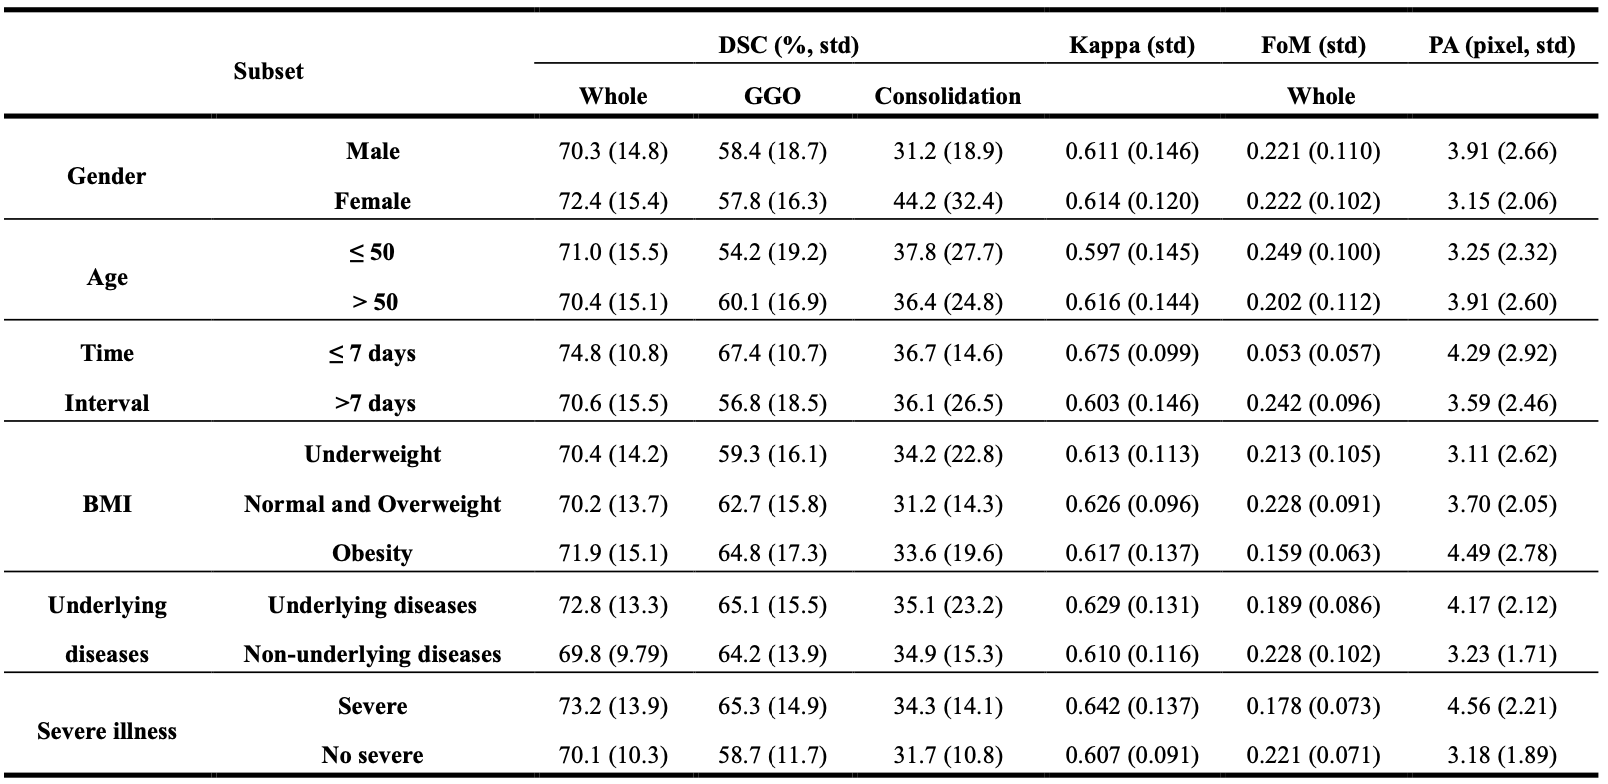 Subset DSC (%, std) Kappa (std) FoM (std) PA (pixel, std)
Whole GGO Consolidation Whole
Gender Male 70.3 (14.8) 58.4 (18.7) 31.2 (18.9) 0.611 (0.146) 0.221 (0.110) 3.91 (2.66)
Female 72.4 (15.4) 57.8 (16.3) 44.2 (32.4) 0.614 (0.120) 0.222 (0.102) 3.15 (2.06)
Age ≤ 50 71.0 (15.5) 54.2 (19.2) 37.8 (27.7) 0.597 (0.145) 0.249 (0.100) 3.25 (2.32)
> 50 70.4 (15.1) 60.1 (16.9) 36.4 (24.8) 0.616 (0.144) 0.202 (0.112) 3.91 (2.60)
Time ≤ 7 days 74.8 (10.8) 67.4 (10.7) 36.7 (14.6) 0.675 (0.099) 0.053 (0.057) 4.29 (2.92)
Interval >7 days 70.6 (15.5) 56.8 (18.5) 36.1 (26.5) 0.603 (0.146) 0.242 (0.096) 3.59 (2.46)
Underweight 70.4 (14.2) 59.3 (16.1) 34.2 (22.8) 0.613 (0.113) 0.213 (0.105) 3.11 (2.62)
BMI Normal and Overweight 70.2 (13.7) 62.7 (15.8) 31.2 (14.3) 0.626 (0.096) 0.228 (0.091) 3.70 (2.05)
Obesity 71.9 (15.1) 64.8 (17.3) 33.6 (19.6) 0.617 (0.137) 0.159 (0.063) 4.49 (2.78)
Underlying Underlying diseases 72.8 (13.3) 65.1 (15.5) 35.1 (23.2) 0.629 (0.131) 0.189 (0.086) 4.17 (2.12)
diseases Non-underlying diseases 69.8 (9.79) 64.2 (13.9) 34.9 (15.3) 0.610 (0.116) 0.228 (0.102) 3.23 (1.71)
Severe illness Severe 73.2 (13.9) 65.3 (14.9) 34.3 (14.1) 0.642 (0.137) 0.178 (0.073) 4.56 (2.21)
No severe 70.1 (10.3) 58.7 (11.7) 31.7 (10.8) 0.607 (0.091) 0.221 (0.071) 3.18 (1.89)